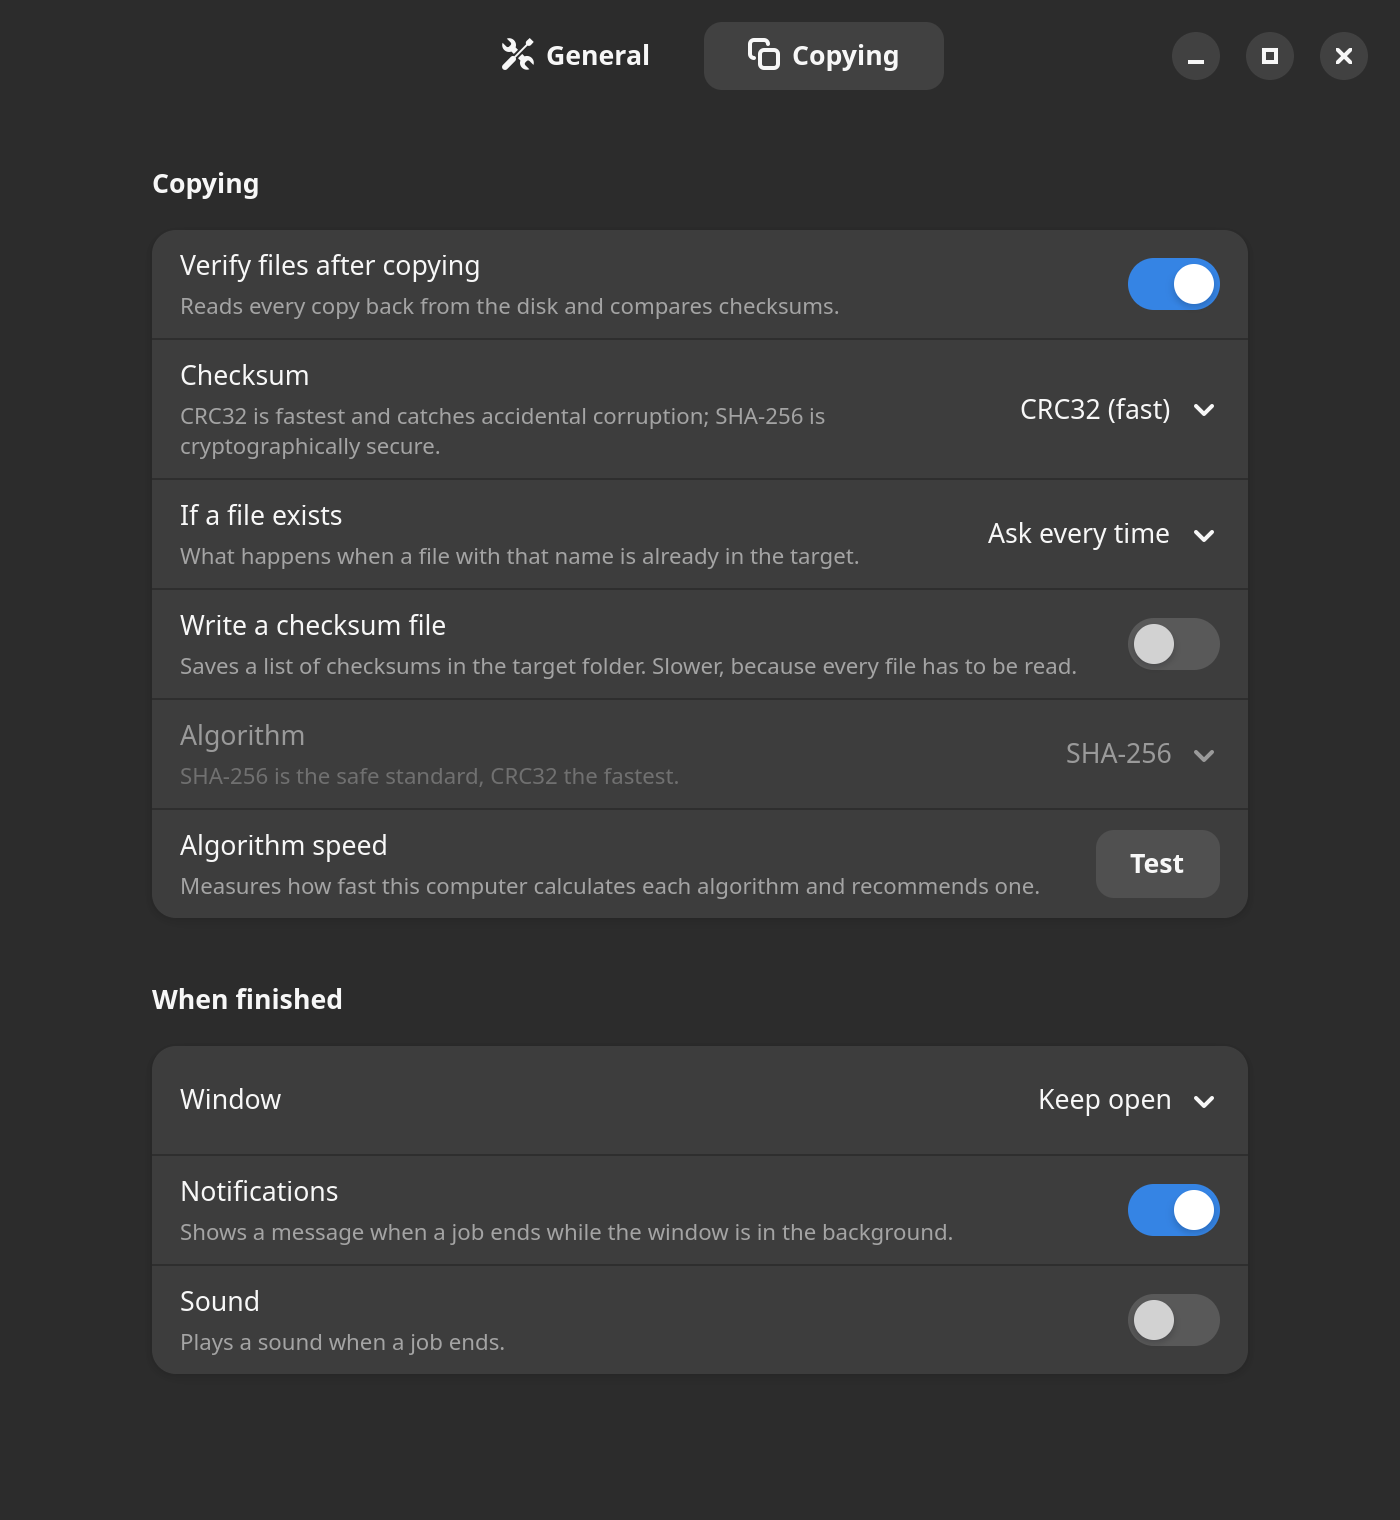 General
Copying
Copying
Verify files after copying
Reads every copy back from the disk and compares checksums.
Checksum
CRC32 is fastest and catches accidental corruption; SHA-256 is
cryptographically secure.
CRC32 (fast)
If a file exists
What happens when a file with that name is already in the target.
Ask every time
Write a checksum file
Saves a list of checksums in the target folder. Slower, because every file has to be read.
Algorithm
SHA-256 is the safe standard, CRC32 the fastest.
SHA-256
Algorithm speed
Measures how fast this computer calculates each algorithm and recommends one.
Test
When finished
Window
Keep open
Notifications
Shows a message when a job ends while the window is in the background.
Sound
Plays a sound when a job ends.